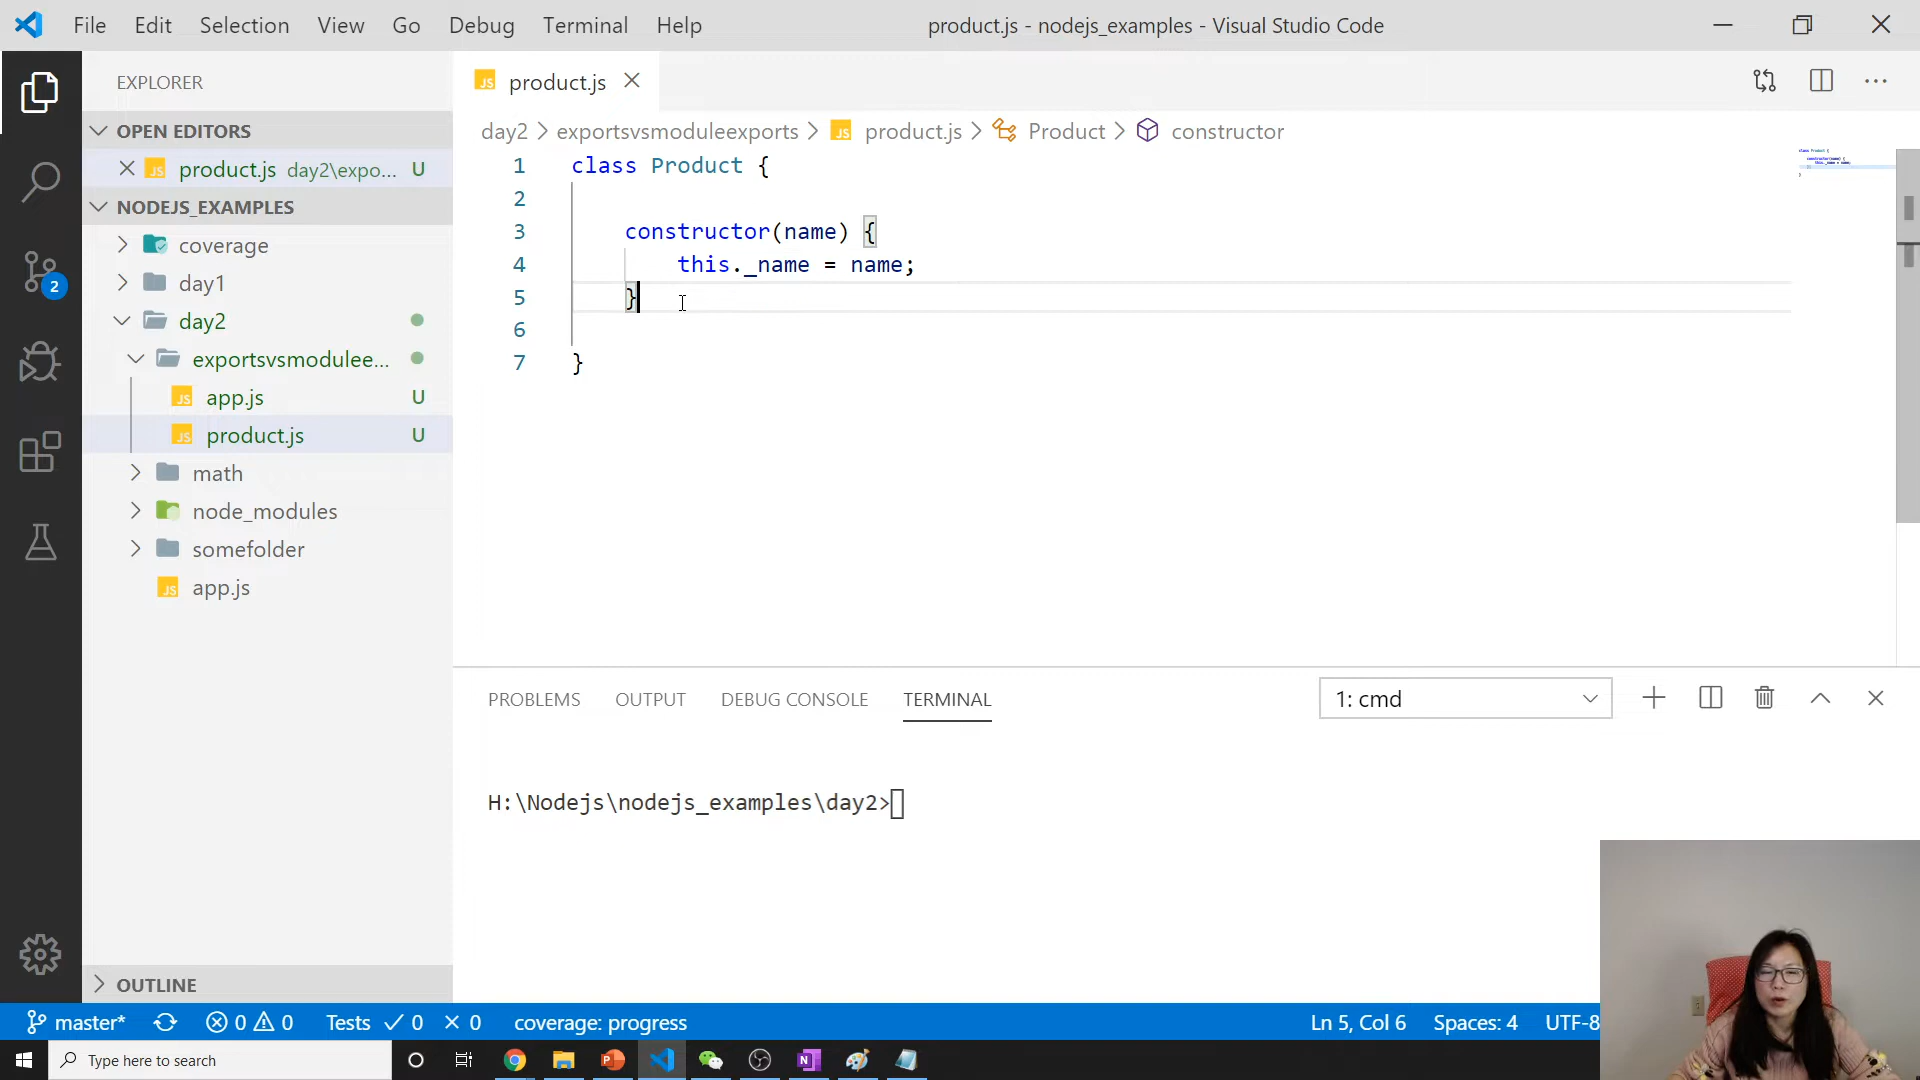 File Edit Selection View Go Debug Terminal Help
product.js - nodejs_examples - Visual Studio Code
EXPLORER
OPEN EDITORS
product.js day2\expo... U
NODEJS_EXAMPLES
coverage
day1
day2
exportsvsmodulee...
app.js U
product.js U
math
node_modules
somefolder
app.js
OUTLINE
product.js
day2 > exportsvsmoduleexports > product.js > Product > constructor
1 class Product {
2
3 constructor(name) {
4 this._name = name;
5 }
6
7 }
PROBLEMS OUTPUT DEBUG CONSOLE TERMINAL
1: cmd
H:\Nodejs\nodejs_examples\day2>
2
master* 0 0 Tests 0 0 coverage: progress Ln 5, Col 6 Spaces: 4 UTF-8
Type here to search